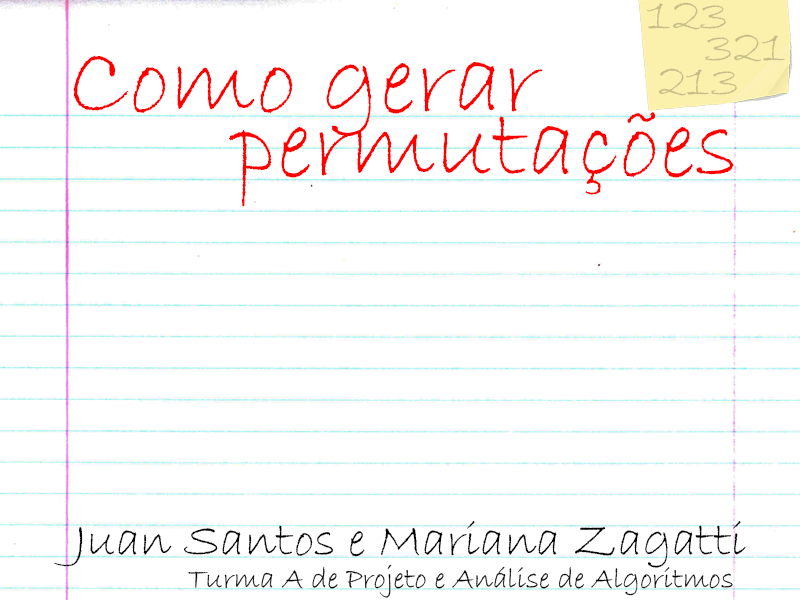 123
321
213
Como gerar
permutações
Juan Santos e Mariana Zagatti
Turma A de Projeto e Análise de Algoritmos